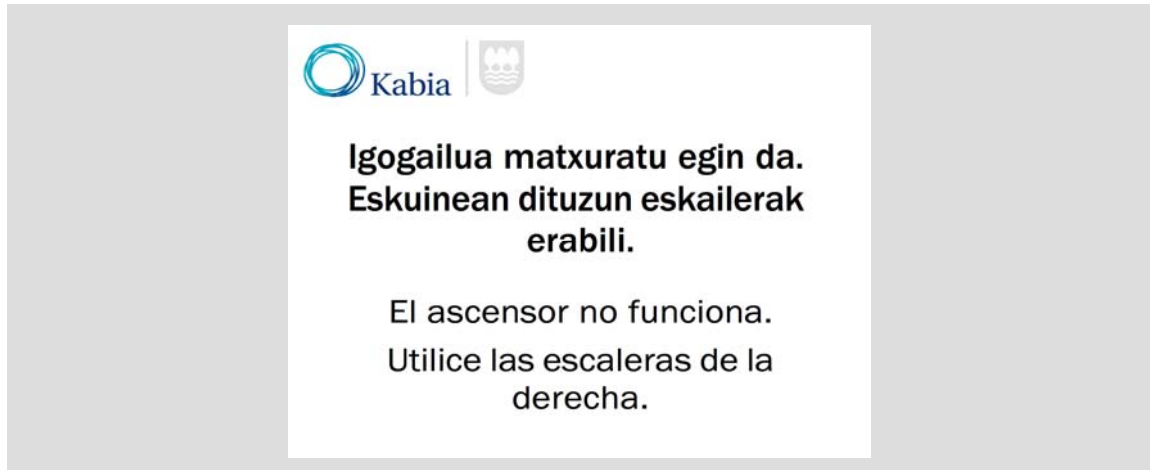 Kabia
Igogailua matxuratu egin da.
Eskuinean dituzun eskailerak
erabili.
El ascensor no funciona.
Utilice las escaleras de la
derecha.